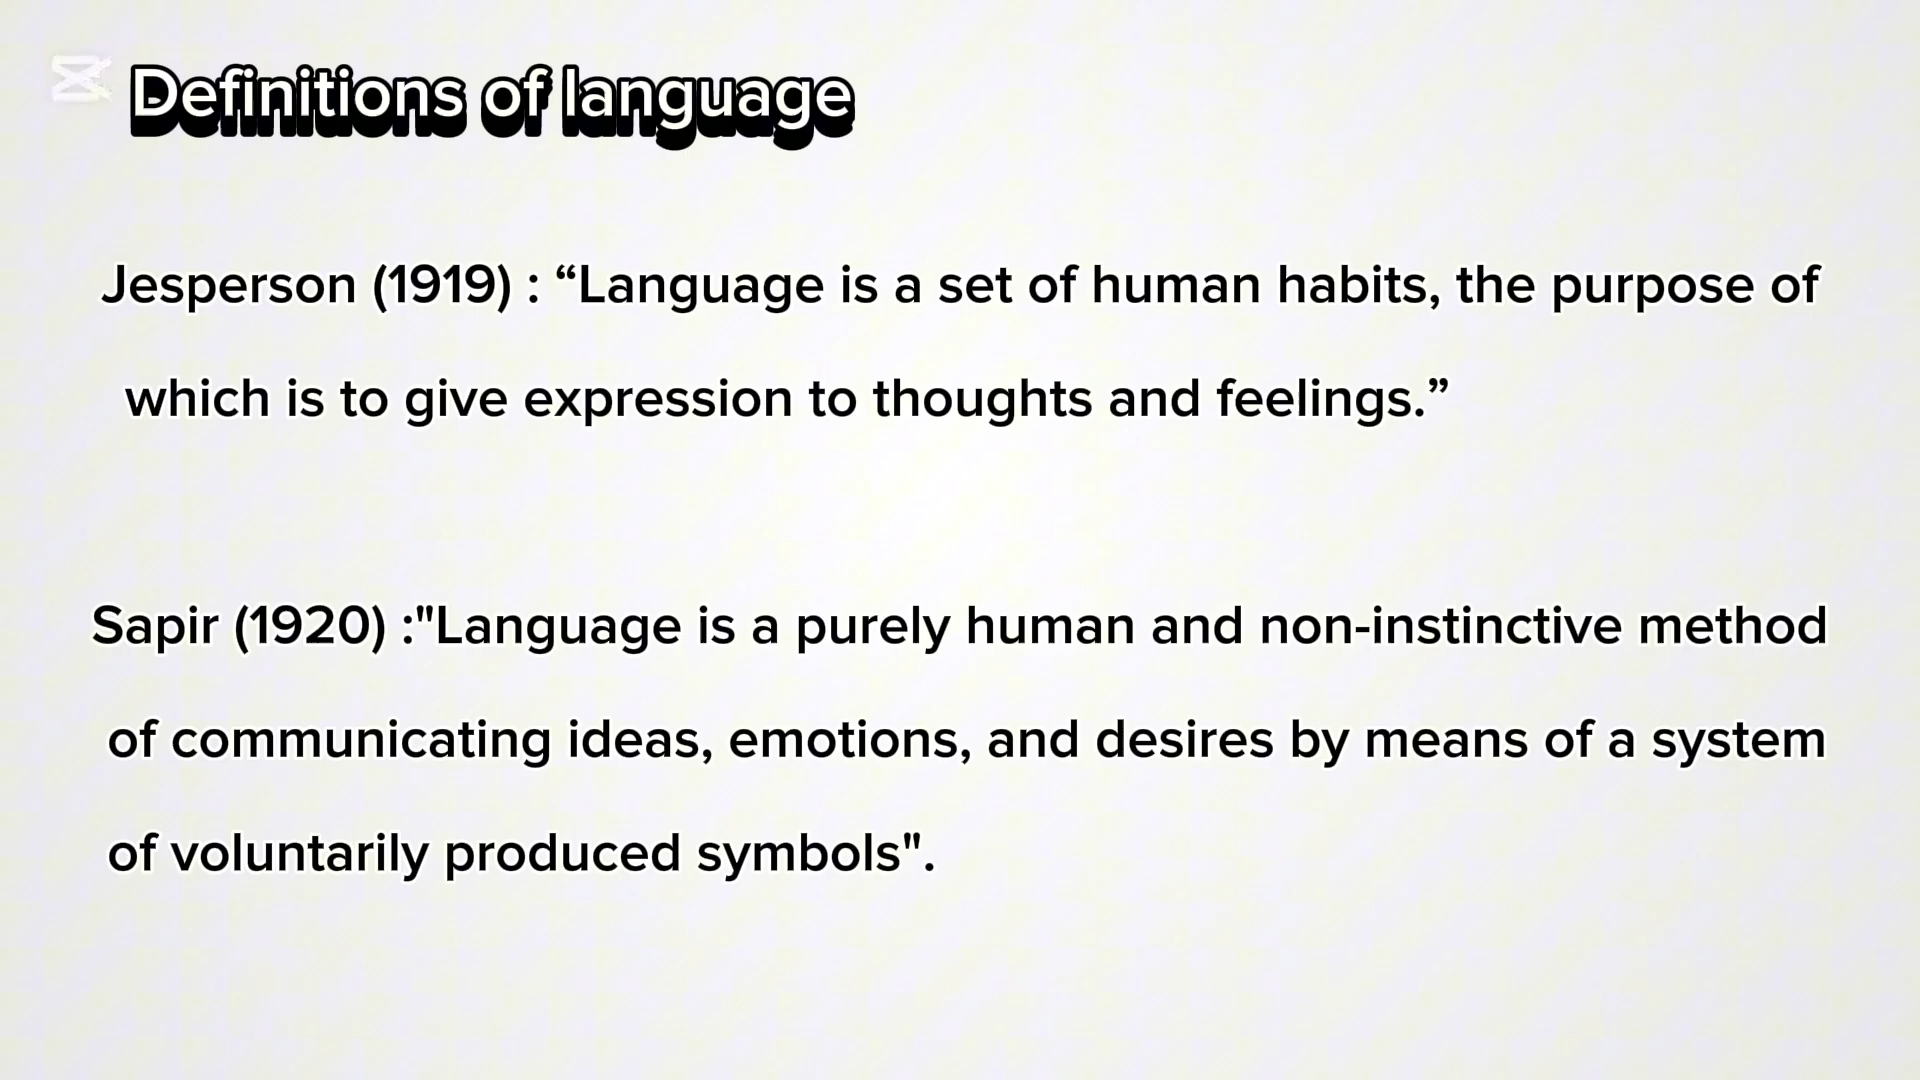 Definitions of language
Jesperson (1919) : “Language is a set of human habits, the purpose of
which is to give expression to thoughts and feelings.”
Sapir (1920) :"Language is a purely human and non-instinctive method
of communicating ideas, emotions, and desires by means of a system
of voluntarily produced symbols".